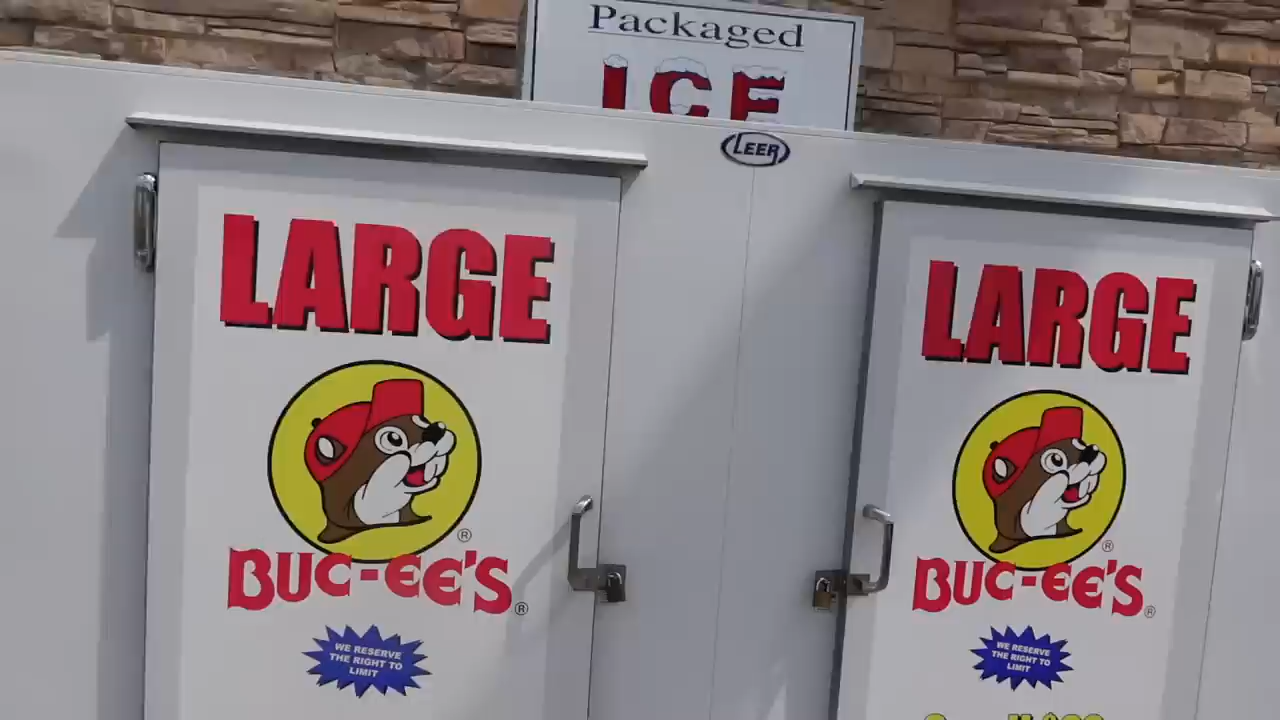 Packaged
ICE
LEER
LARGE
BUC-EE'S®
WE RESERVE
THE RIGHT TO
LIMIT
LARGE
BUC-EE'S®
WE RESERVE
THE RIGHT TO
LIMIT